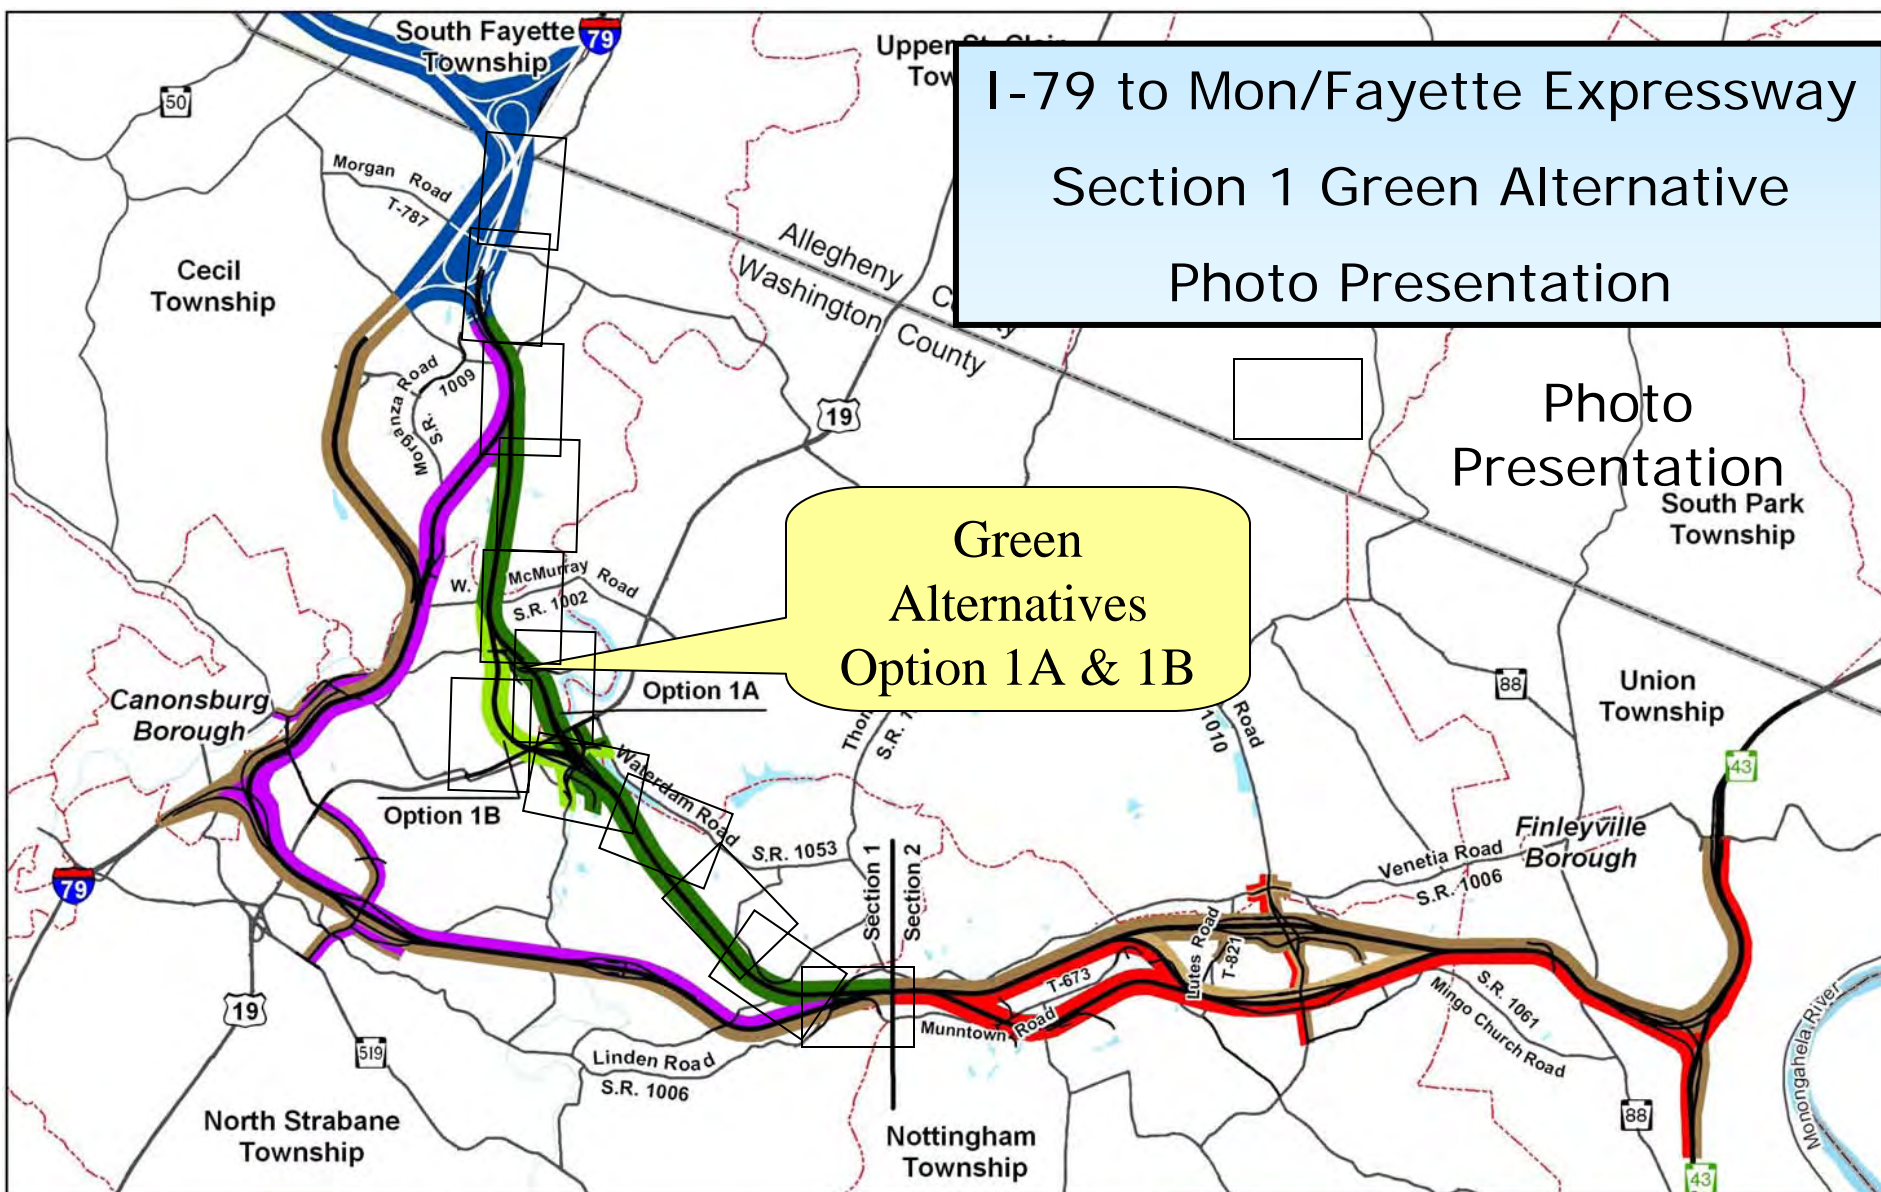 South Fayette
Township
79
Upper St. Clair
I-79 to Mon/Fayette Expressway
Section 1 Green Alternative
Photo Presentation
50
Morgan Road
T-787
Allegheny
Washington County
Cecil
Township
Photo
Presentation
Morganza Road
S.R. 1009
19
South Park
Township
Green
Alternatives
Option 1A & 1B
W. McMurray Road
S.R. 1002
Canonsburg
Borough
Option 1A
88
Union
Township
Road
1010
S.R.
43
Waterdam Road
Option 1B
S.R. 1053
Section 1
Section 2
Finleyville
Borough
Venetia Road
S.R. 1006
79
Lutes Road
T-821
T-673
S.R. 1061
Mingo Church Road
Munntown Road
19
519
Linden Road
S.R. 1006
Monongahela River
88
North Strabane
Township
Nottingham
Township
43